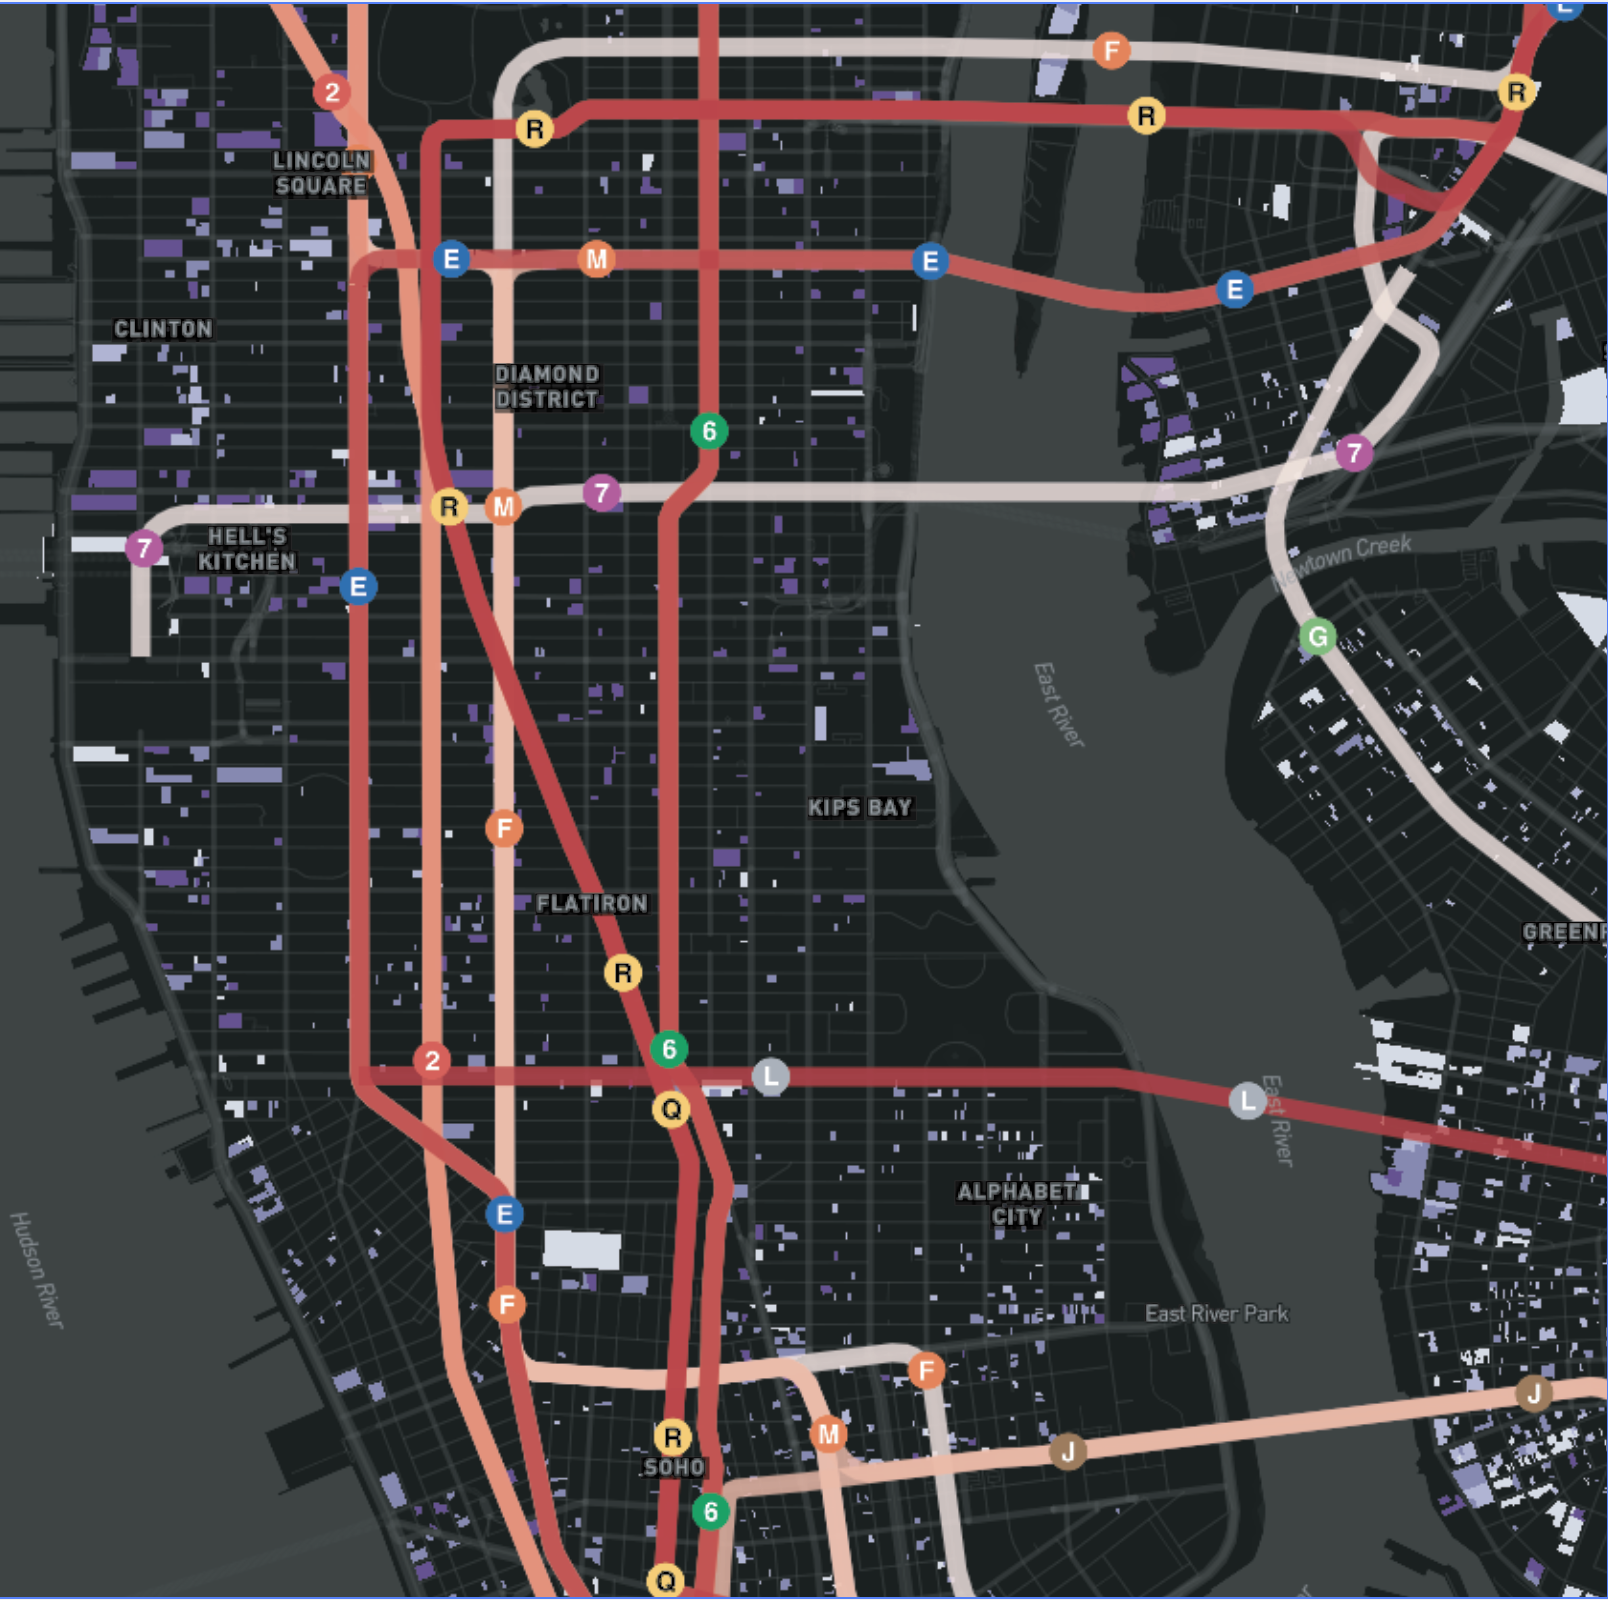 L
F
2
R
R
R
LINCOLN
SQUARE
E
M
E
E
CLINTON
DIAMOND
DISTRICT
6
7
7
R
M
7
HELL'S
KITCHEN
Newtown Creek
E
G
East River
KIPS BAY
F
FLATIRON
GREENP
R
6
2
L
L
Q
East River
ALPHABET
CITY
E
Hudson River
F
East River Park
F
J
R
M
J
SOHO
6
Q